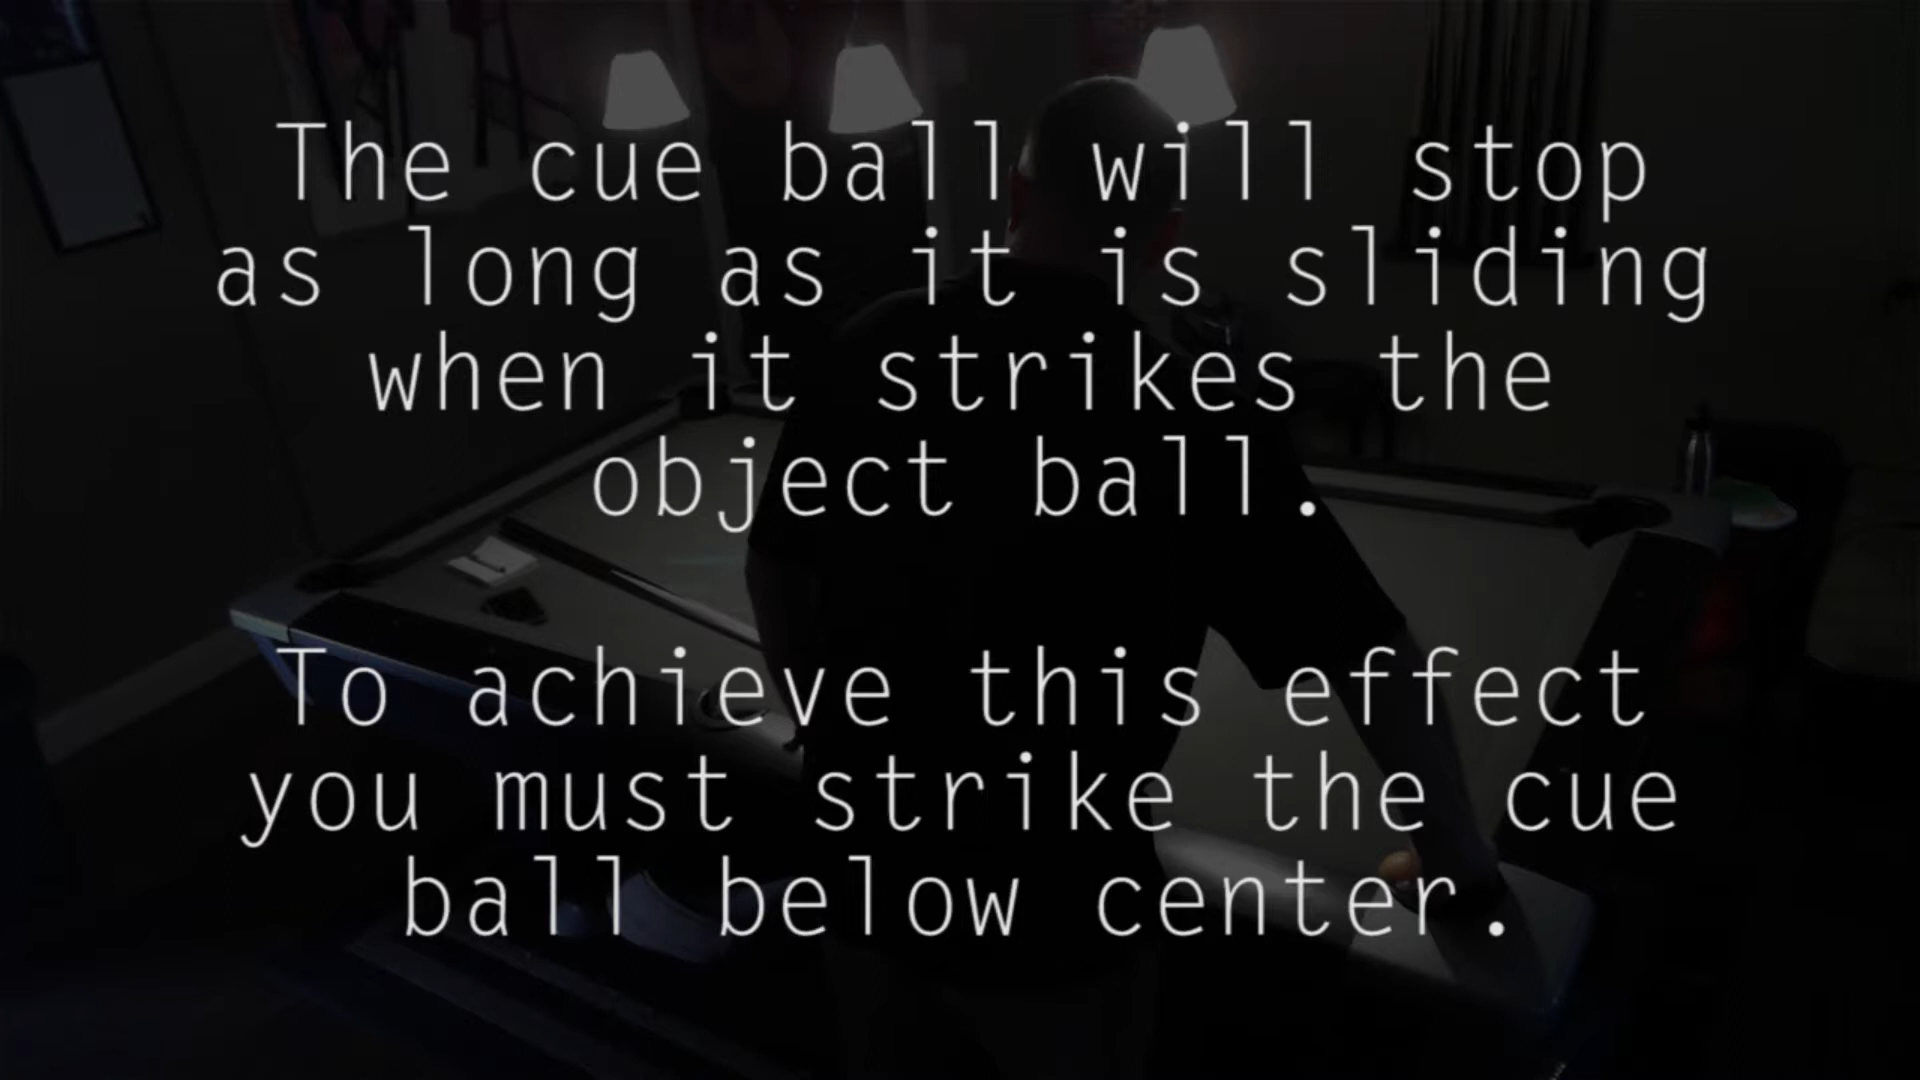 The cue ball will stop
as long as it is sliding
when it strikes the
object ball.
To achieve this effect
you must strike the cue
ball below center.